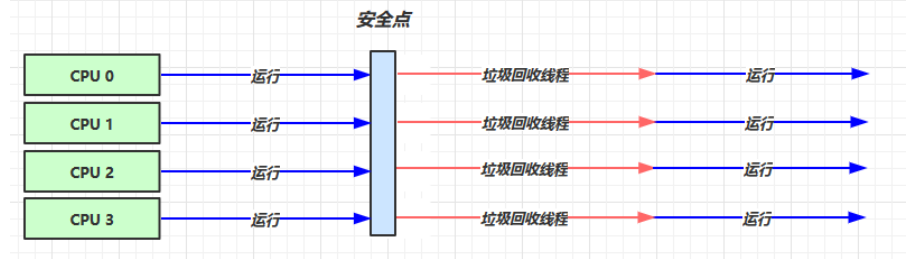 安全点
CPU 0 运行 垃圾回收线程 运行
CPU 1 运行 垃圾回收线程 运行
CPU 2 运行 垃圾回收线程 运行
CPU 3 运行 垃圾回收线程 运行